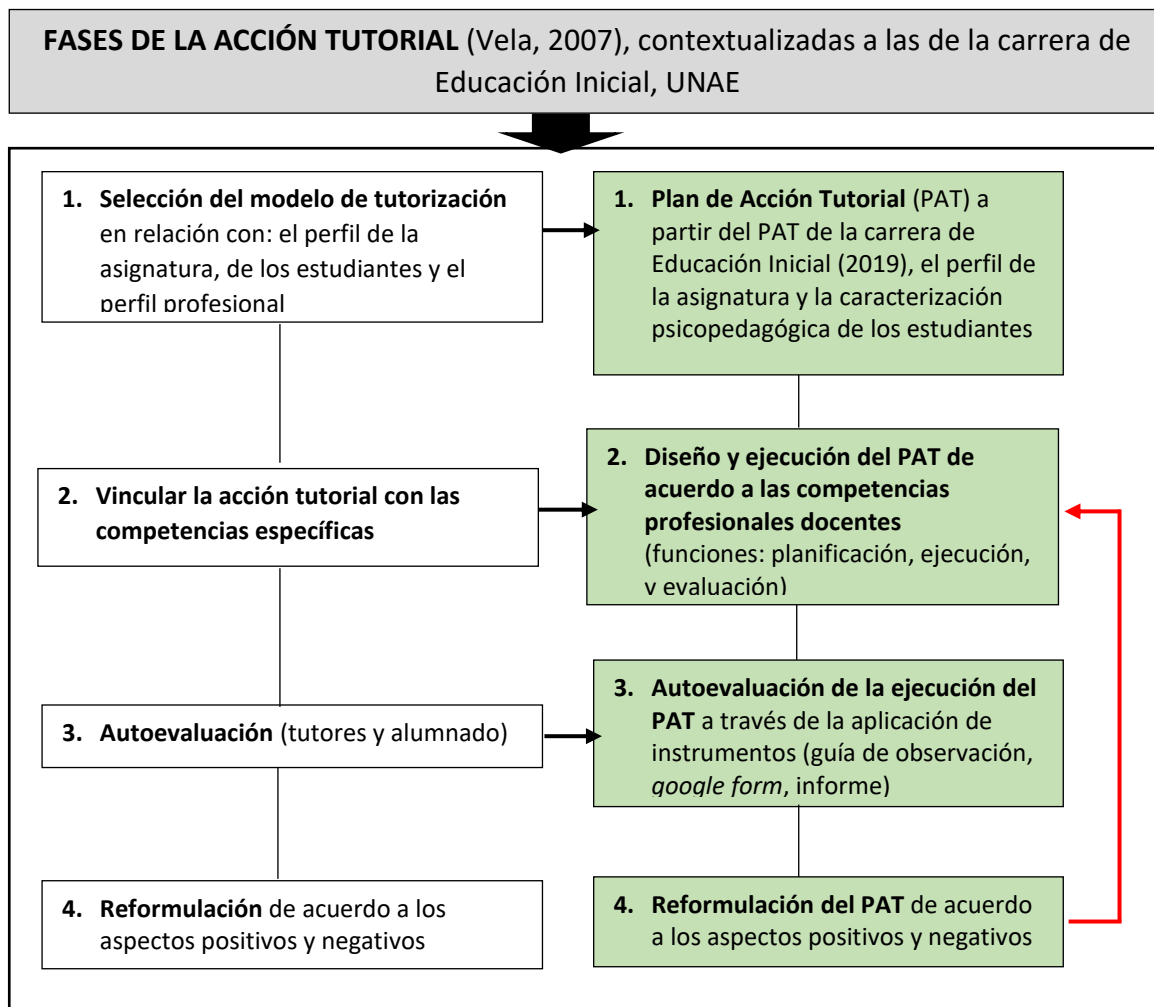 FASES DE LA ACCIÓN TUTORIAL (Vela, 2007), contextualizadas a las de la carrera de
Educación Inicial, UNAE
1. Selección del modelo de tutorización
en relación con: el perfil de la
asignatura, de los estudiantes y el
perfil profesional
1. Plan de Acción Tutorial (PAT) a
partir del PAT de la carrera de
Educación Inicial (2019), el perfil de
la asignatura y la caracterización
psicopedagógica de los estudiantes
2. Vincular la acción tutorial con las
competencias específicas
2. Diseño y ejecución del PAT de
acuerdo a las competencias
profesionales docentes
(funciones: planificación, ejecución,
y evaluación)
3. Autoevaluación (tutores y alumnado)
3. Autoevaluación de la ejecución del
PAT a través de la aplicación de
instrumentos (guía de observación,
google form, informe)
4. Reformulación de acuerdo a los
aspectos positivos y negativos
4. Reformulación del PAT de acuerdo
a los aspectos positivos y negativos